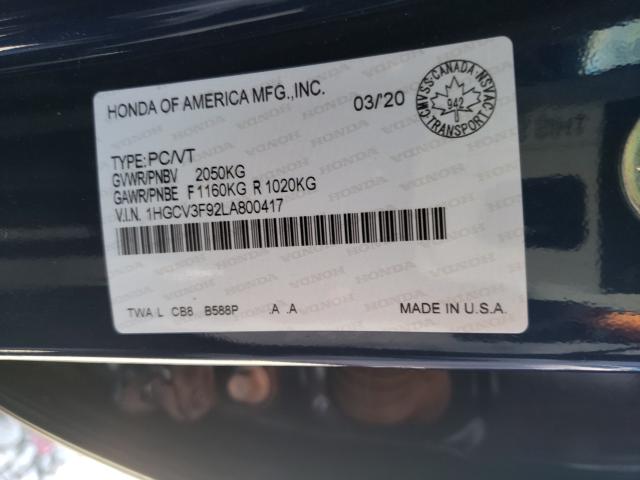 HONDA OF AMERICA MFG.,INC.
03/'20
CMVSS·CANADA·NSVAC
942
TRANSPORT
TYPE: PC/VT
GVWR/PNBV 2050KG
GAWR/PNBE F 1160KG R 1020KG
V.I.N. 1HGCV3F92LA800417
TWA L CB8 B588P .A .A
MADE IN U.S.A.